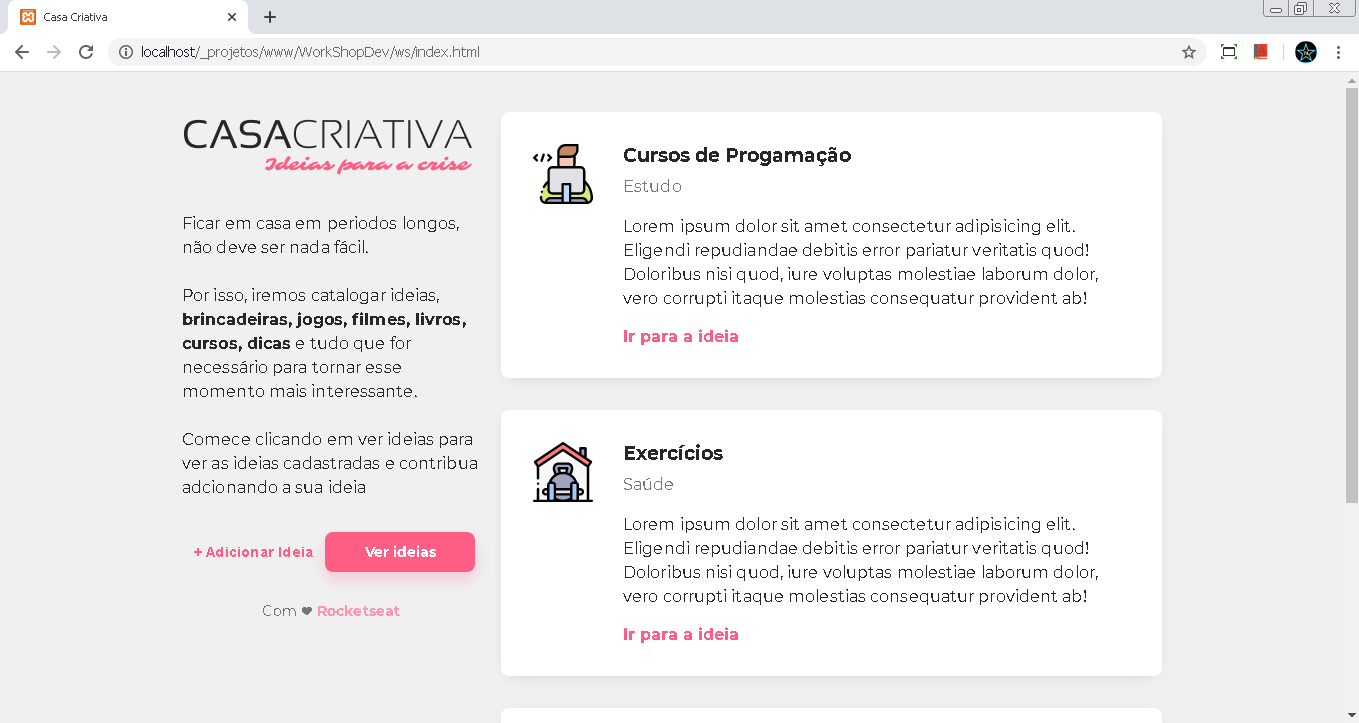 Casa Criativa
localhost/_projetos/www/WorkShopDev/ws/index.html
CASACRIATIVA
Ideias para a crise
Ficar em casa em periodos longos,
não deve ser nada fácil.
Por isso, iremos catalogar ideias,
brincadeiras, jogos, filmes, livros,
cursos, dicas e tudo que for
necessário para tornar esse
momento mais interessante.
Comece clicando em ver ideias para
ver as ideias cadastradas e contribua
adcionando a sua ideia
+ Adicionar Ideia
Ver ideias
Com ❤ Rocketseat
</> 
Cursos de Progamação
Estudo
Lorem ipsum dolor sit amet consectetur adipisicing elit.
Eligendi repudiandae debitis error pariatur veritatis quod!
Doloribus nisi quod, iure voluptas molestiae laborum dolor,
vero corrupti itaque molestias consequatur provident ab!
Ir para a ideia
Exercícios
Saúde
Lorem ipsum dolor sit amet consectetur adipisicing elit.
Eligendi repudiandae debitis error pariatur veritatis quod!
Doloribus nisi quod, iure voluptas molestiae laborum dolor,
vero corrupti itaque molestias consequatur provident ab!
Ir para a ideia